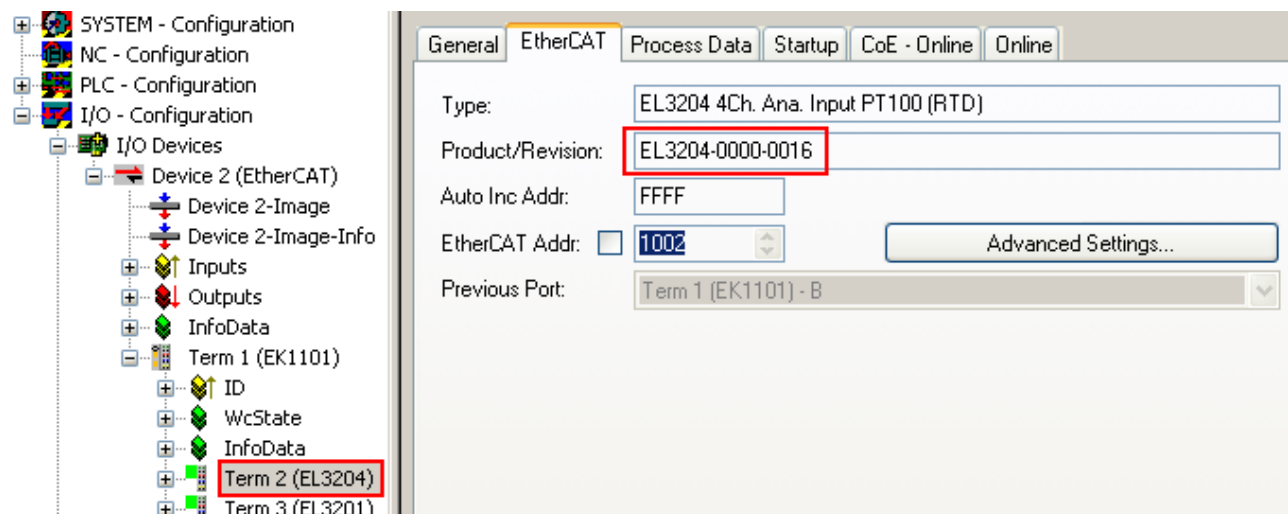 SYSTEM - Configuration
NC - Configuration
PLC - Configuration
I/O - Configuration
I/O Devices
Device 2 (EtherCAT)
Device 2-Image
Device 2-Image-Info
Inputs
Outputs
InfoData
Term 1 (EK1101)
ID
WcState
InfoData
Term 2 (EL3204)
Term 3 (EL3201)
General EtherCAT Process Data Startup CoE - Online Online
Type: EL3204 4Ch. Ana. Input PT100 (RTD)
Product/Revision: EL3204-0000-0016
Auto Inc Addr: FFFF
EtherCAT Addr: 1002 Advanced Settings...
Previous Port: Term 1 (EK1101) - B